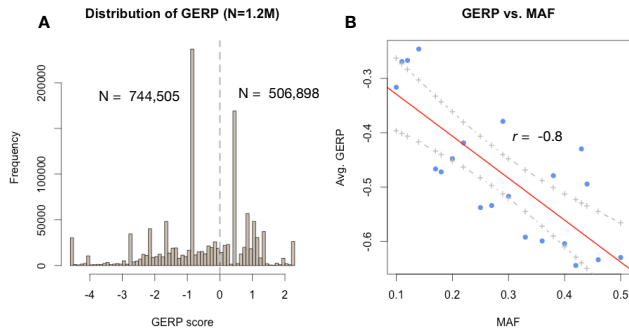 A
Distribution of GERP (N=1.2M)
N = 744,505
N = 506,898
Frequency
0
50000
100000
200000
-4
-3
-2
-1
0
1
2
GERP score
B
GERP vs. MAF
r = -0.8
Avg. GERP
-0.3
-0.4
-0.5
-0.6
0.1
0.2
0.3
0.4
0.5
MAF